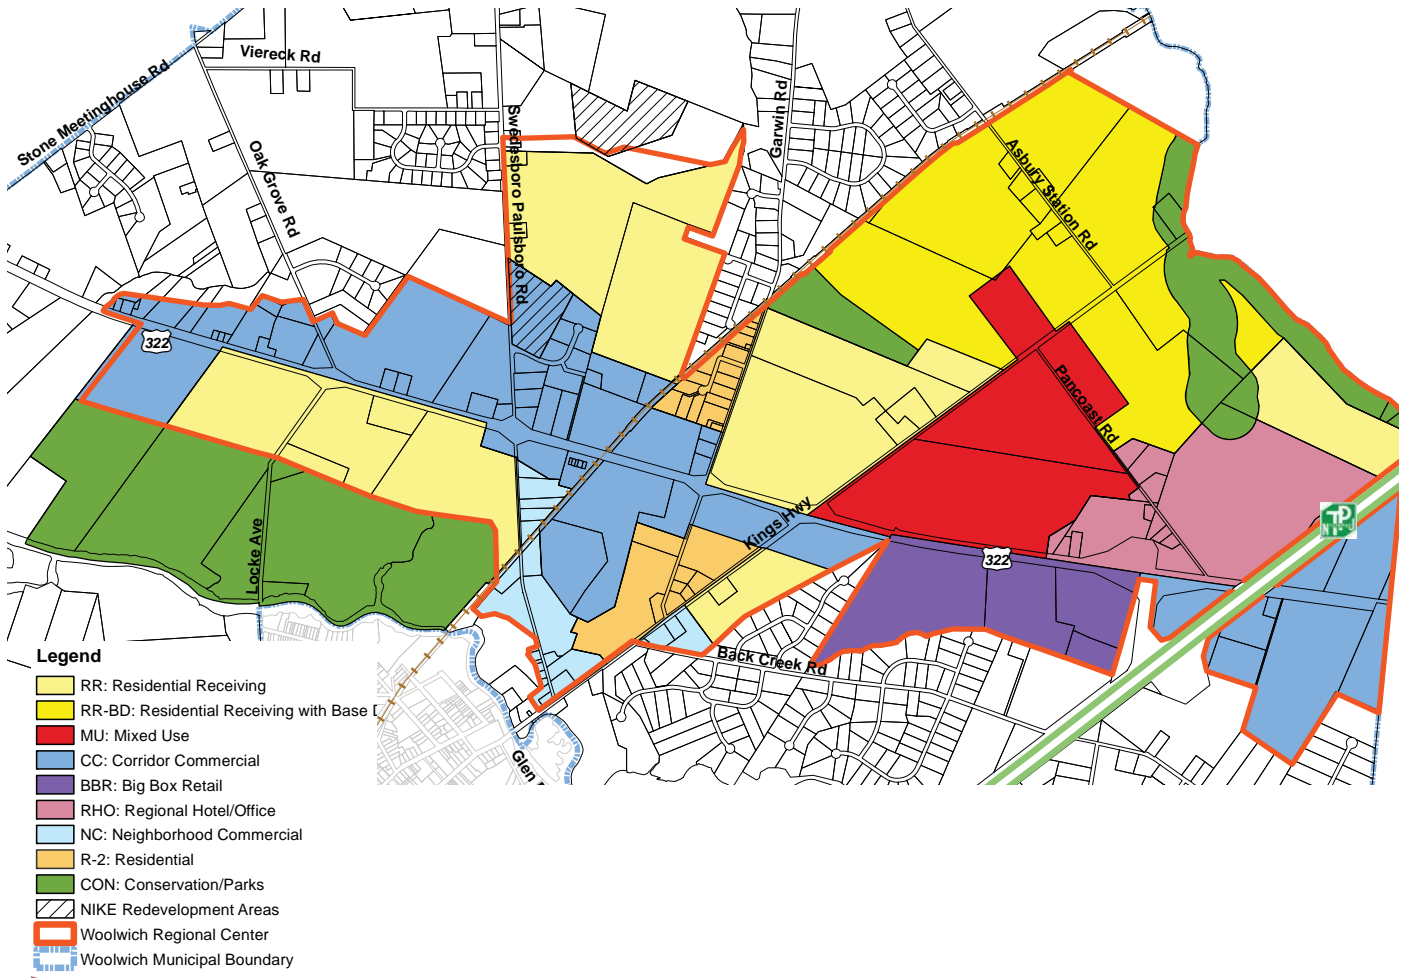 Viereck Rd
Stone Meetinghouse Rd
Oak Grove Rd
Swedesboro Paulsboro Rd
Garwin Rd
Asbury Station Rd
322
Pancoast Rd
Kings Hwy
322
Locke Ave
Back Creek Rd
Glen
Legend
RR: Residential Receiving
RR-BD: Residential Receiving with Base
MU: Mixed Use
CC: Corridor Commercial
BBR: Big Box Retail
RHO: Regional Hotel/Office
NC: Neighborhood Commercial
R-2: Residential
CON: Conservation/Parks
NIKE Redevelopment Areas
Woolwich Regional Center
Woolwich Municipal Boundary